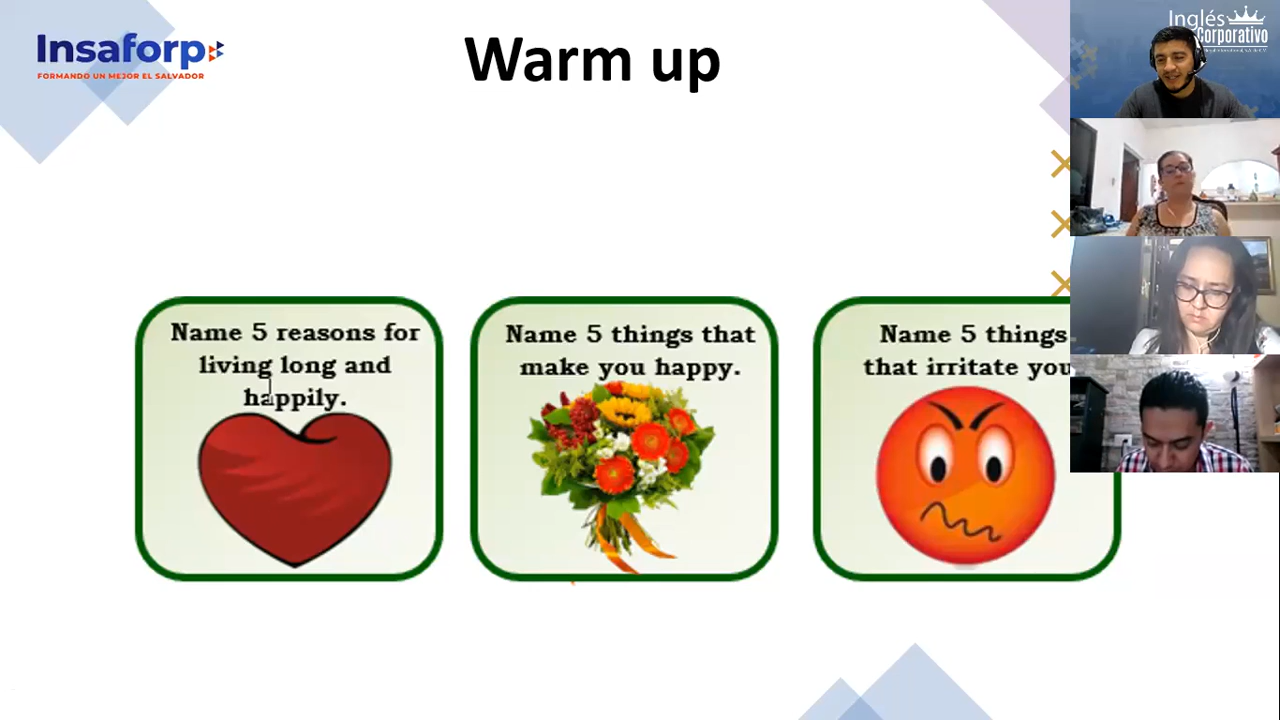 Insaforp
FORMANDO UN MEJOR EL SALVADOR
Warm up
Inglés
Corporativo
Name 5 reasons for
living long and
happily.
Name 5 things that
make you happy.
Name 5 things
that irritate you